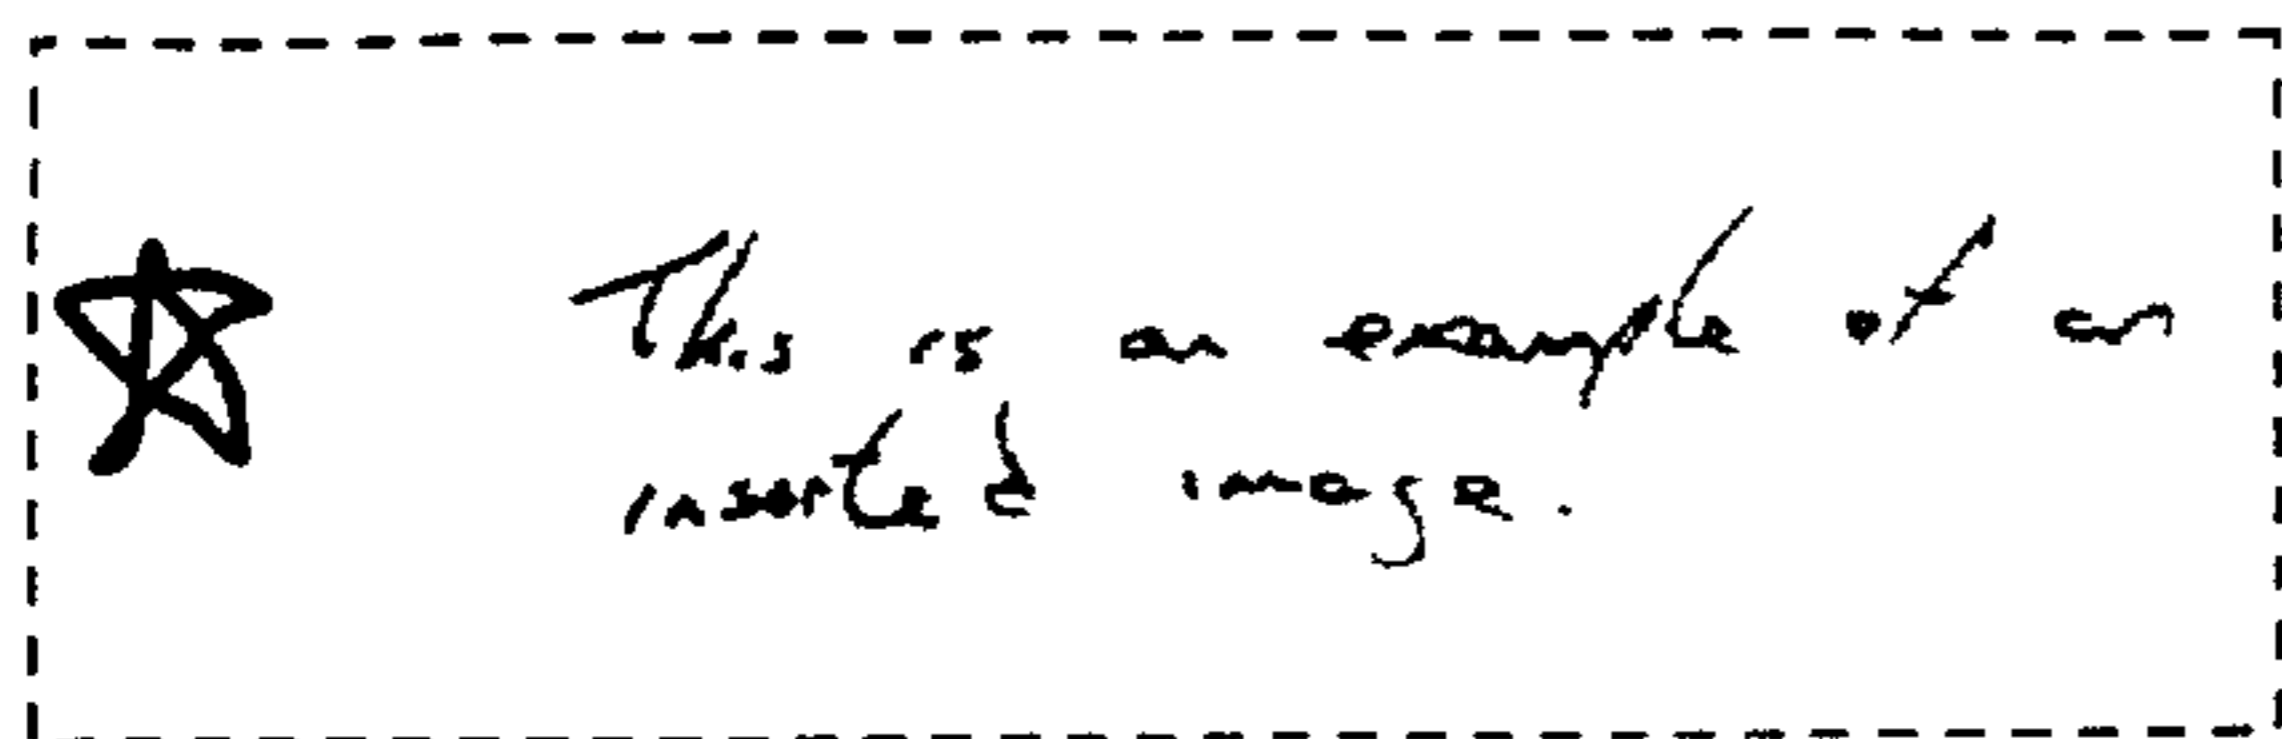 This is an example of an
inserted image.